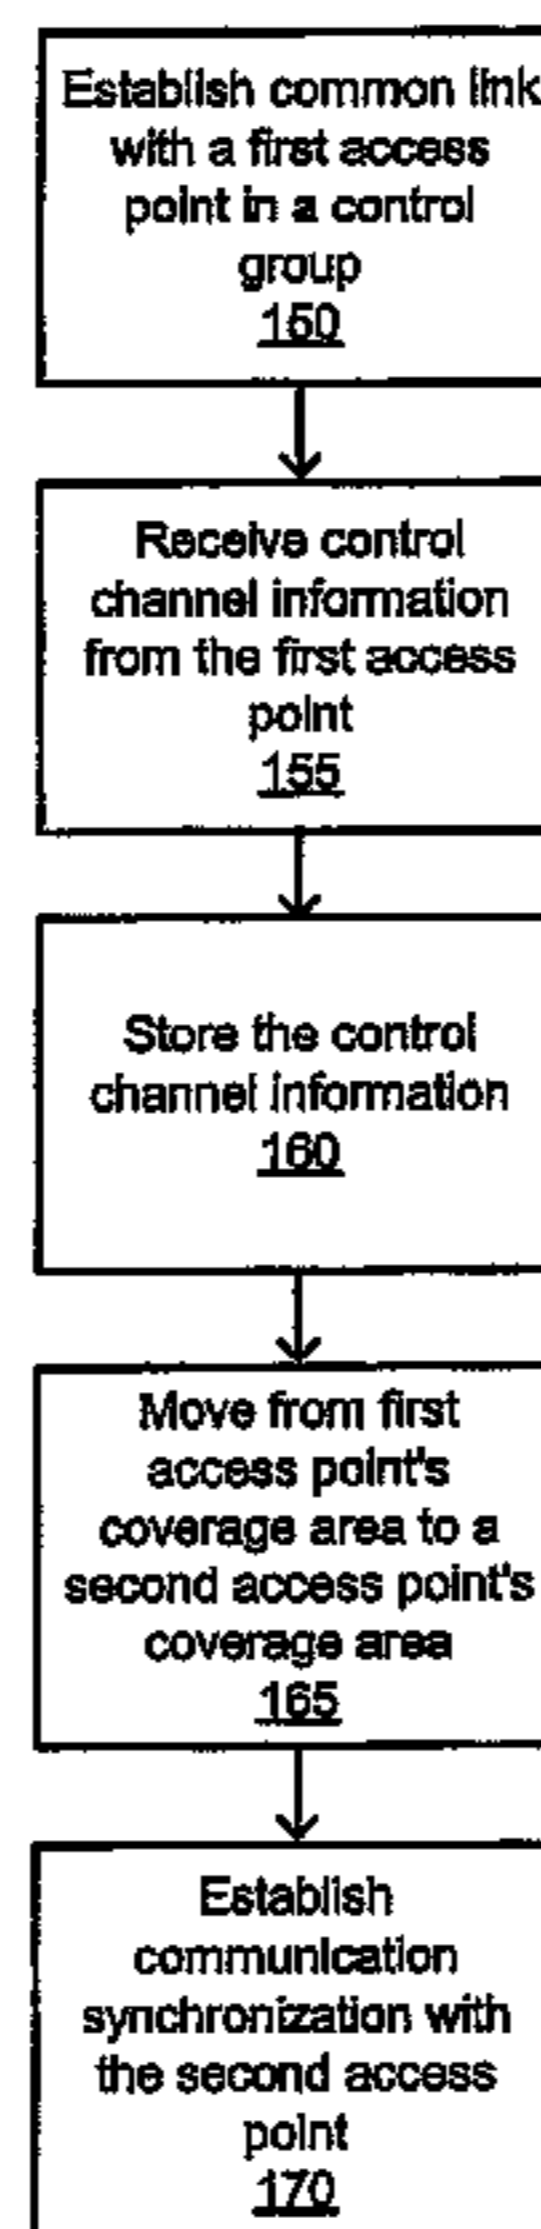 Establish common link
with a first access
point in a control
group
150
Receive control
channel information
from the first access
point
155
Store the control
channel information
160
Move from first
access point's
coverage area to a
second access point's
coverage area
165
Establish
communication
synchronization with
the second access
point
170